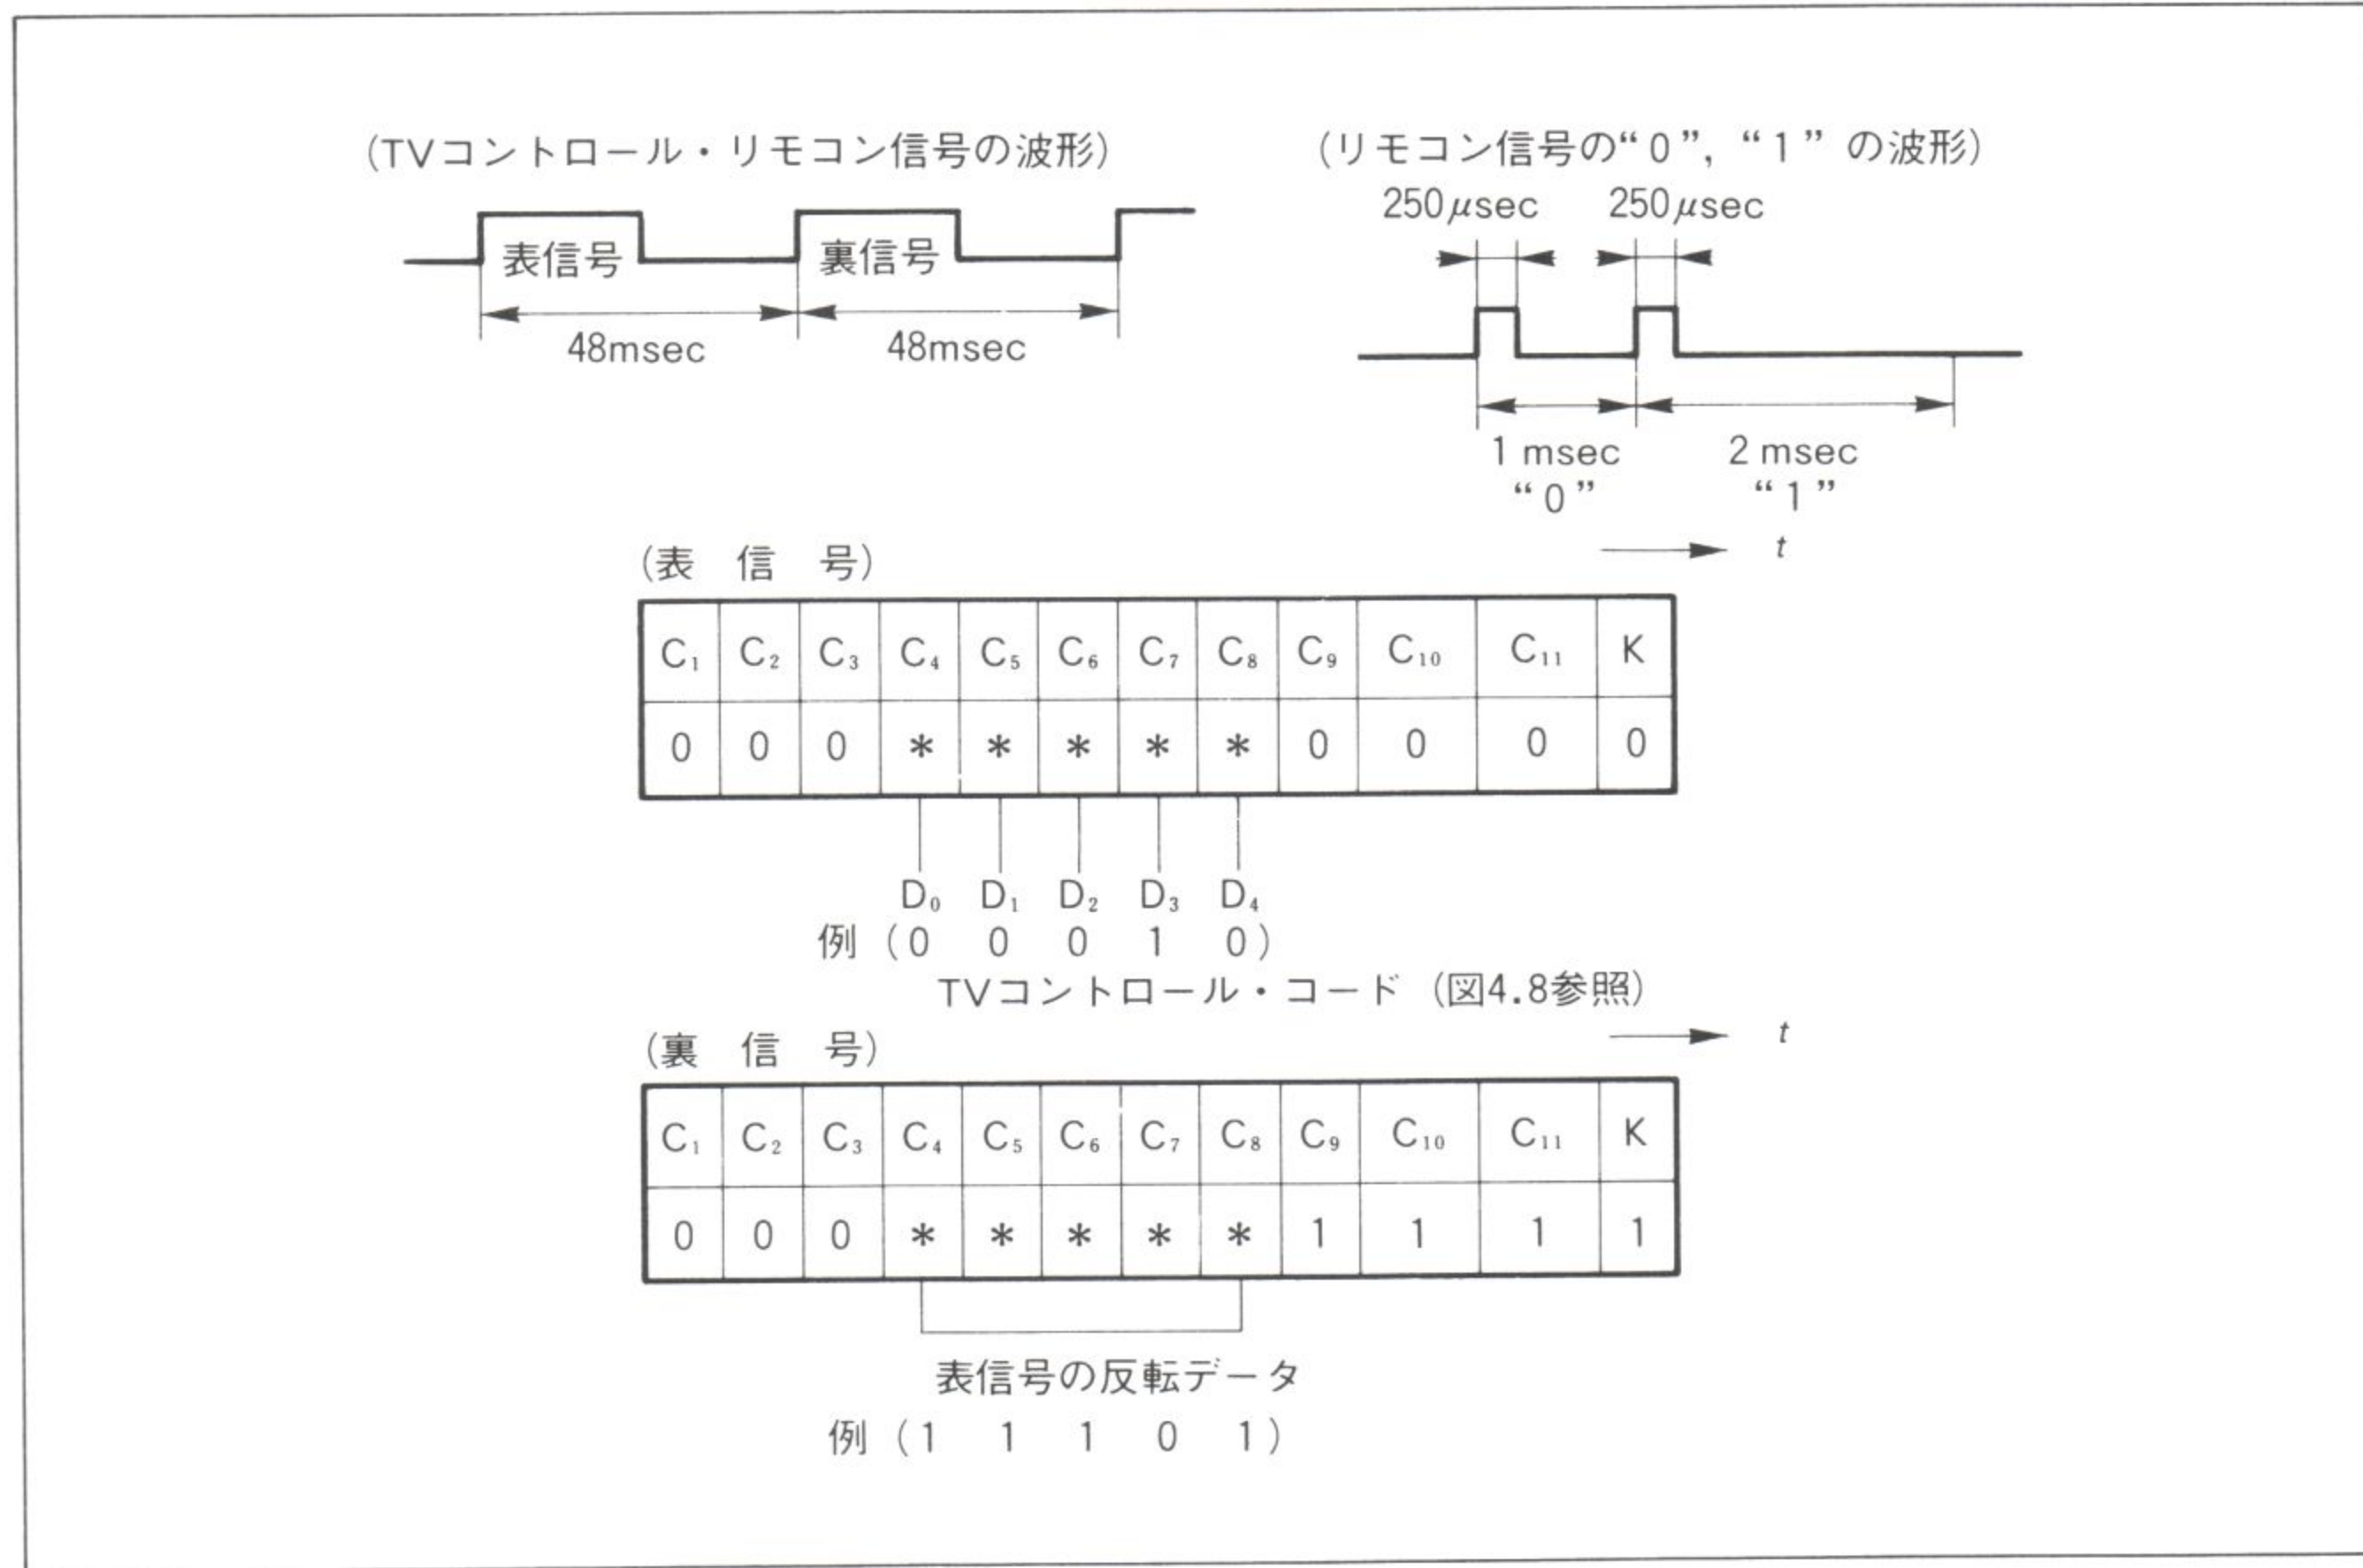 (TVコントロール・リモコン信号の波形)
表信号
裏信号
48msec
48msec
(リモコン信号の“0”, “1”の波形)
250μsec 250μsec
1 msec 2 msec
“0” “1”
(表 信 号)
t
C₁ C₂ C₃ C₄ C₅ C₆ C₇ C₈ C₉ C₁₀ C₁₁ K
0 0 0 * * * * * 0 0 0 0
D₀ D₁ D₂ D₃ D₄
例 (0 0 0 1 0)
TVコントロール・コード (図4.8参照)
(裏 信 号)
t
C₁ C₂ C₃ C₄ C₅ C₆ C₇ C₈ C₉ C₁₀ C₁₁ K
0 0 0 * * * * * 1 1 1 1
表信号の反転データ
例 (1 1 1 0 1)